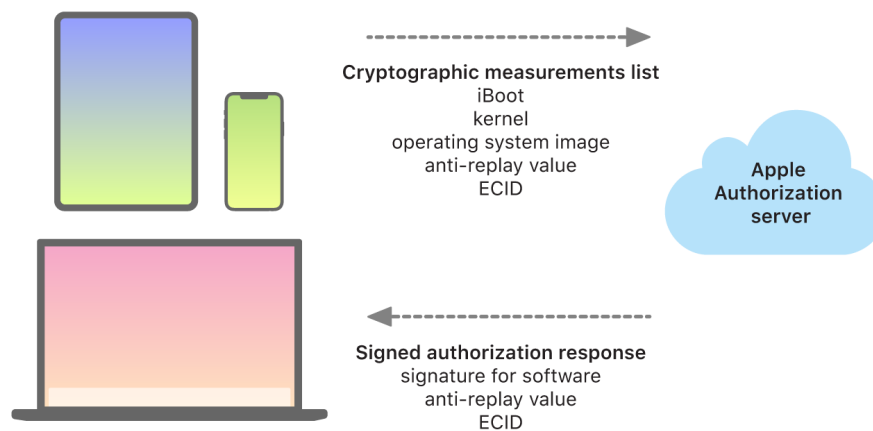 Cryptographic measurements list
iBoot
kernel
operating system image
anti-replay value
ECID
Apple
Authorization
server
Signed authorization response
signature for software
anti-replay value
ECID